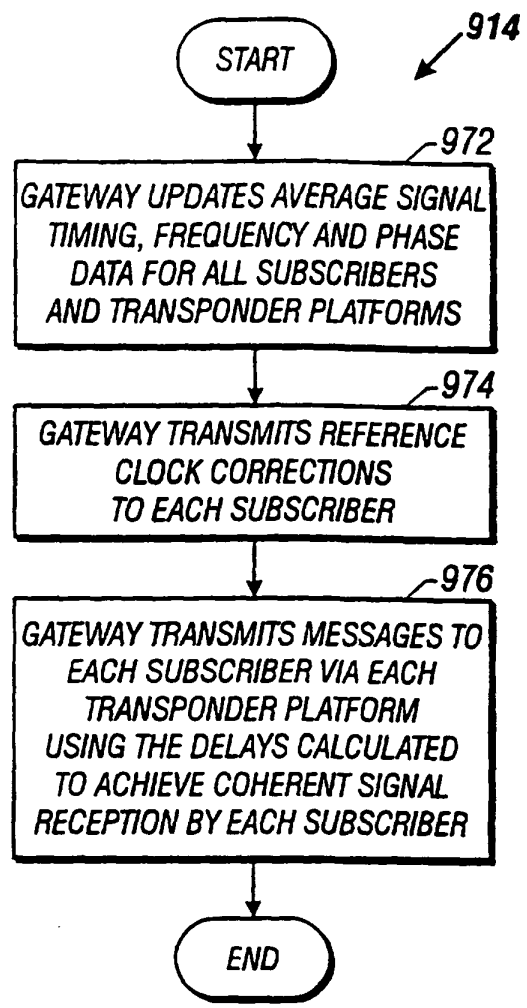 914
START
972
GATEWAY UPDATES AVERAGE SIGNAL
TIMING, FREQUENCY AND PHASE
DATA FOR ALL SUBSCRIBERS
AND TRANSPONDER PLATFORMS
974
GATEWAY TRANSMITS REFERENCE
CLOCK CORRECTIONS
TO EACH SUBSCRIBER
976
GATEWAY TRANSMITS MESSAGES TO
EACH SUBSCRIBER VIA EACH
TRANSPONDER PLATFORM
USING THE DELAYS CALCULATED
TO ACHIEVE COHERENT SIGNAL
RECEPTION BY EACH SUBSCRIBER
END